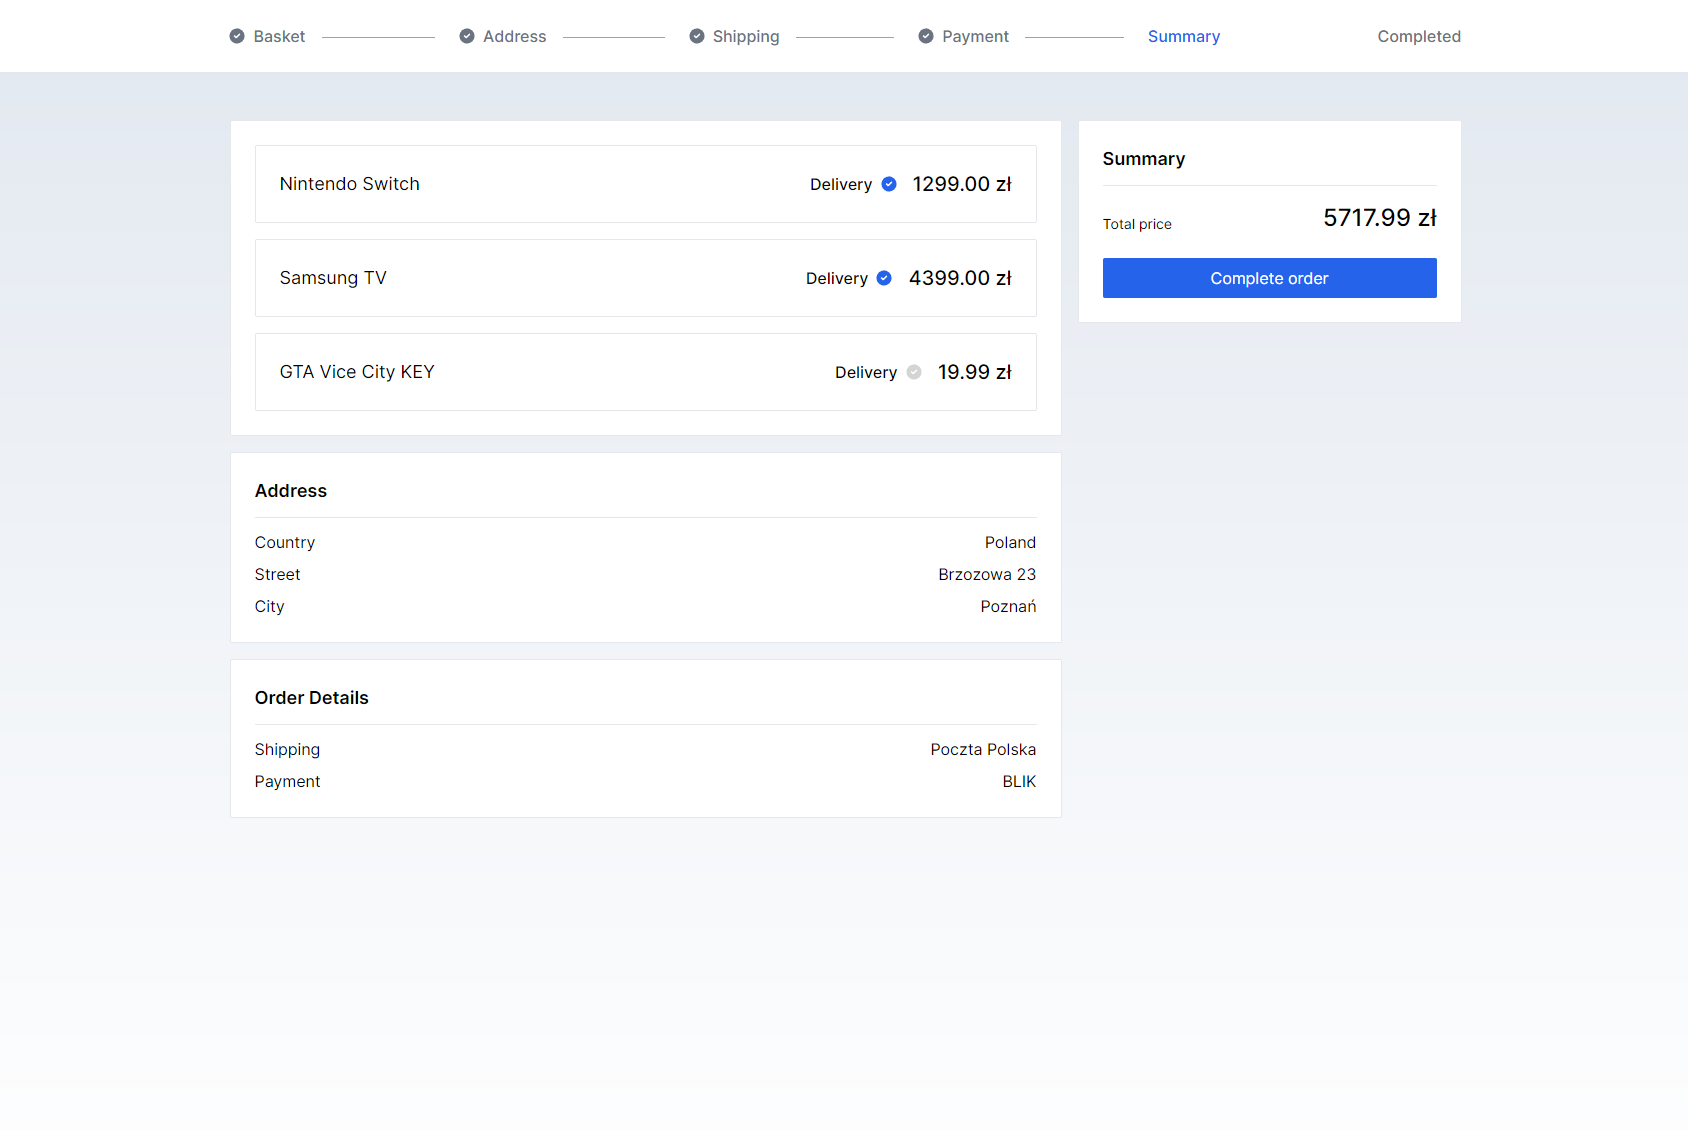 Basket Address Shipping Payment Summary Completed
Nintendo Switch Delivery 1299.00 zł
Samsung TV Delivery 4399.00 zł
GTA Vice City KEY Delivery 19.99 zł
Summary
Total price 5717.99 zł
Complete order
Address
Country Poland
Street Brzozowa 23
City Poznań
Order Details
Shipping Poczta Polska
Payment BLIK